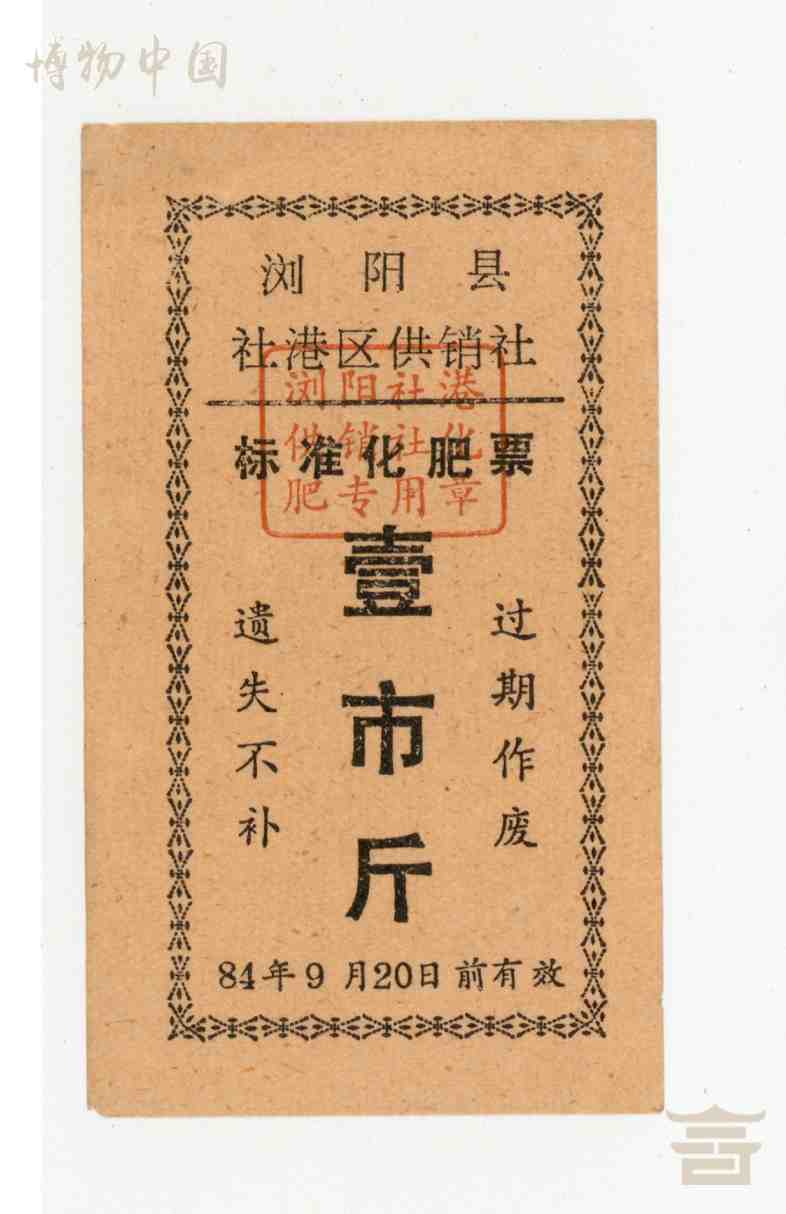 博物中国
浏阳县
社港区供销社
浏阳社港
供销社化
肥专用章
标准化肥票
壹市斤
过期作废
遗失不补
84年9月20日前有效